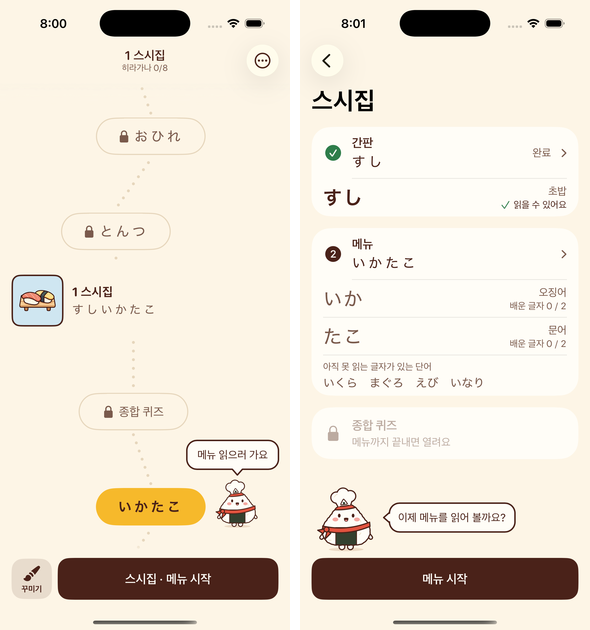 8:00
1 스시집
히라가나 0/8
おひれ
とんつ
1 스시집
すしいかたこ
종합 퀴즈
메뉴 읽으러 가요
いかたこ
꾸미기
스시집 · 메뉴 시작
8:01
스시집
간판
すし
완료
すし
초밥
읽을 수 있어요
2
메뉴
いかたこ
いか
오징어
배운 글자 0 / 2
たこ
문어
배운 글자 0 / 2
아직 못 읽는 글자가 있는 단어
いくら まぐろ えび いなり
종합 퀴즈
메뉴까지 끝내면 열려요
이제 메뉴를 읽어 볼까요?
메뉴 시작